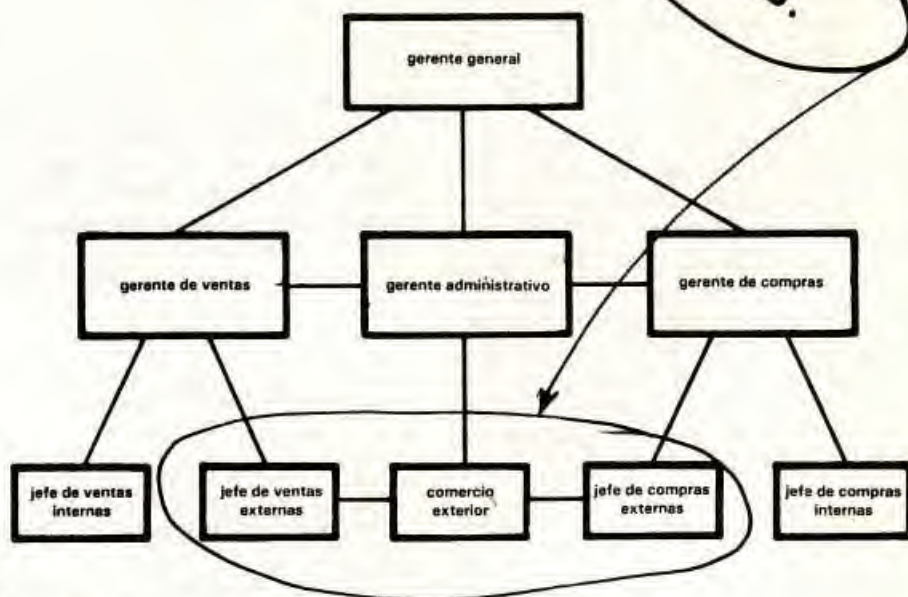 gerente general
gerente de ventas
gerente administrativo
gerente de compras
jefe de ventas
internas
jefe de ventas
externas
comercio
exterior
jefe de compras
externas
jefe de compras
internas